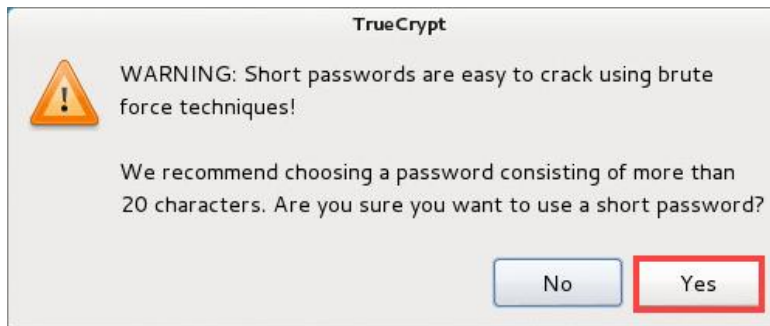 TrueCrypt
WARNING: Short passwords are easy to crack using brute
force techniques!
We recommend choosing a password consisting of more than
20 characters. Are you sure you want to use a short password?
No Yes